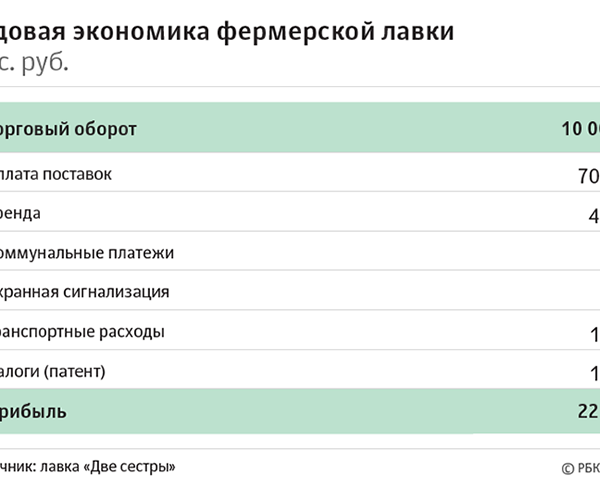 довая экономика фермерской лавки
с. руб.
орговый оборот 10 0
плата поставок 70
ренда 4
оммунальные платежи
хранная сигнализация
ранспортные расходы 1
алоги (патент) 1
рибыль 22
чник: лавка «Две сестры» © РБК